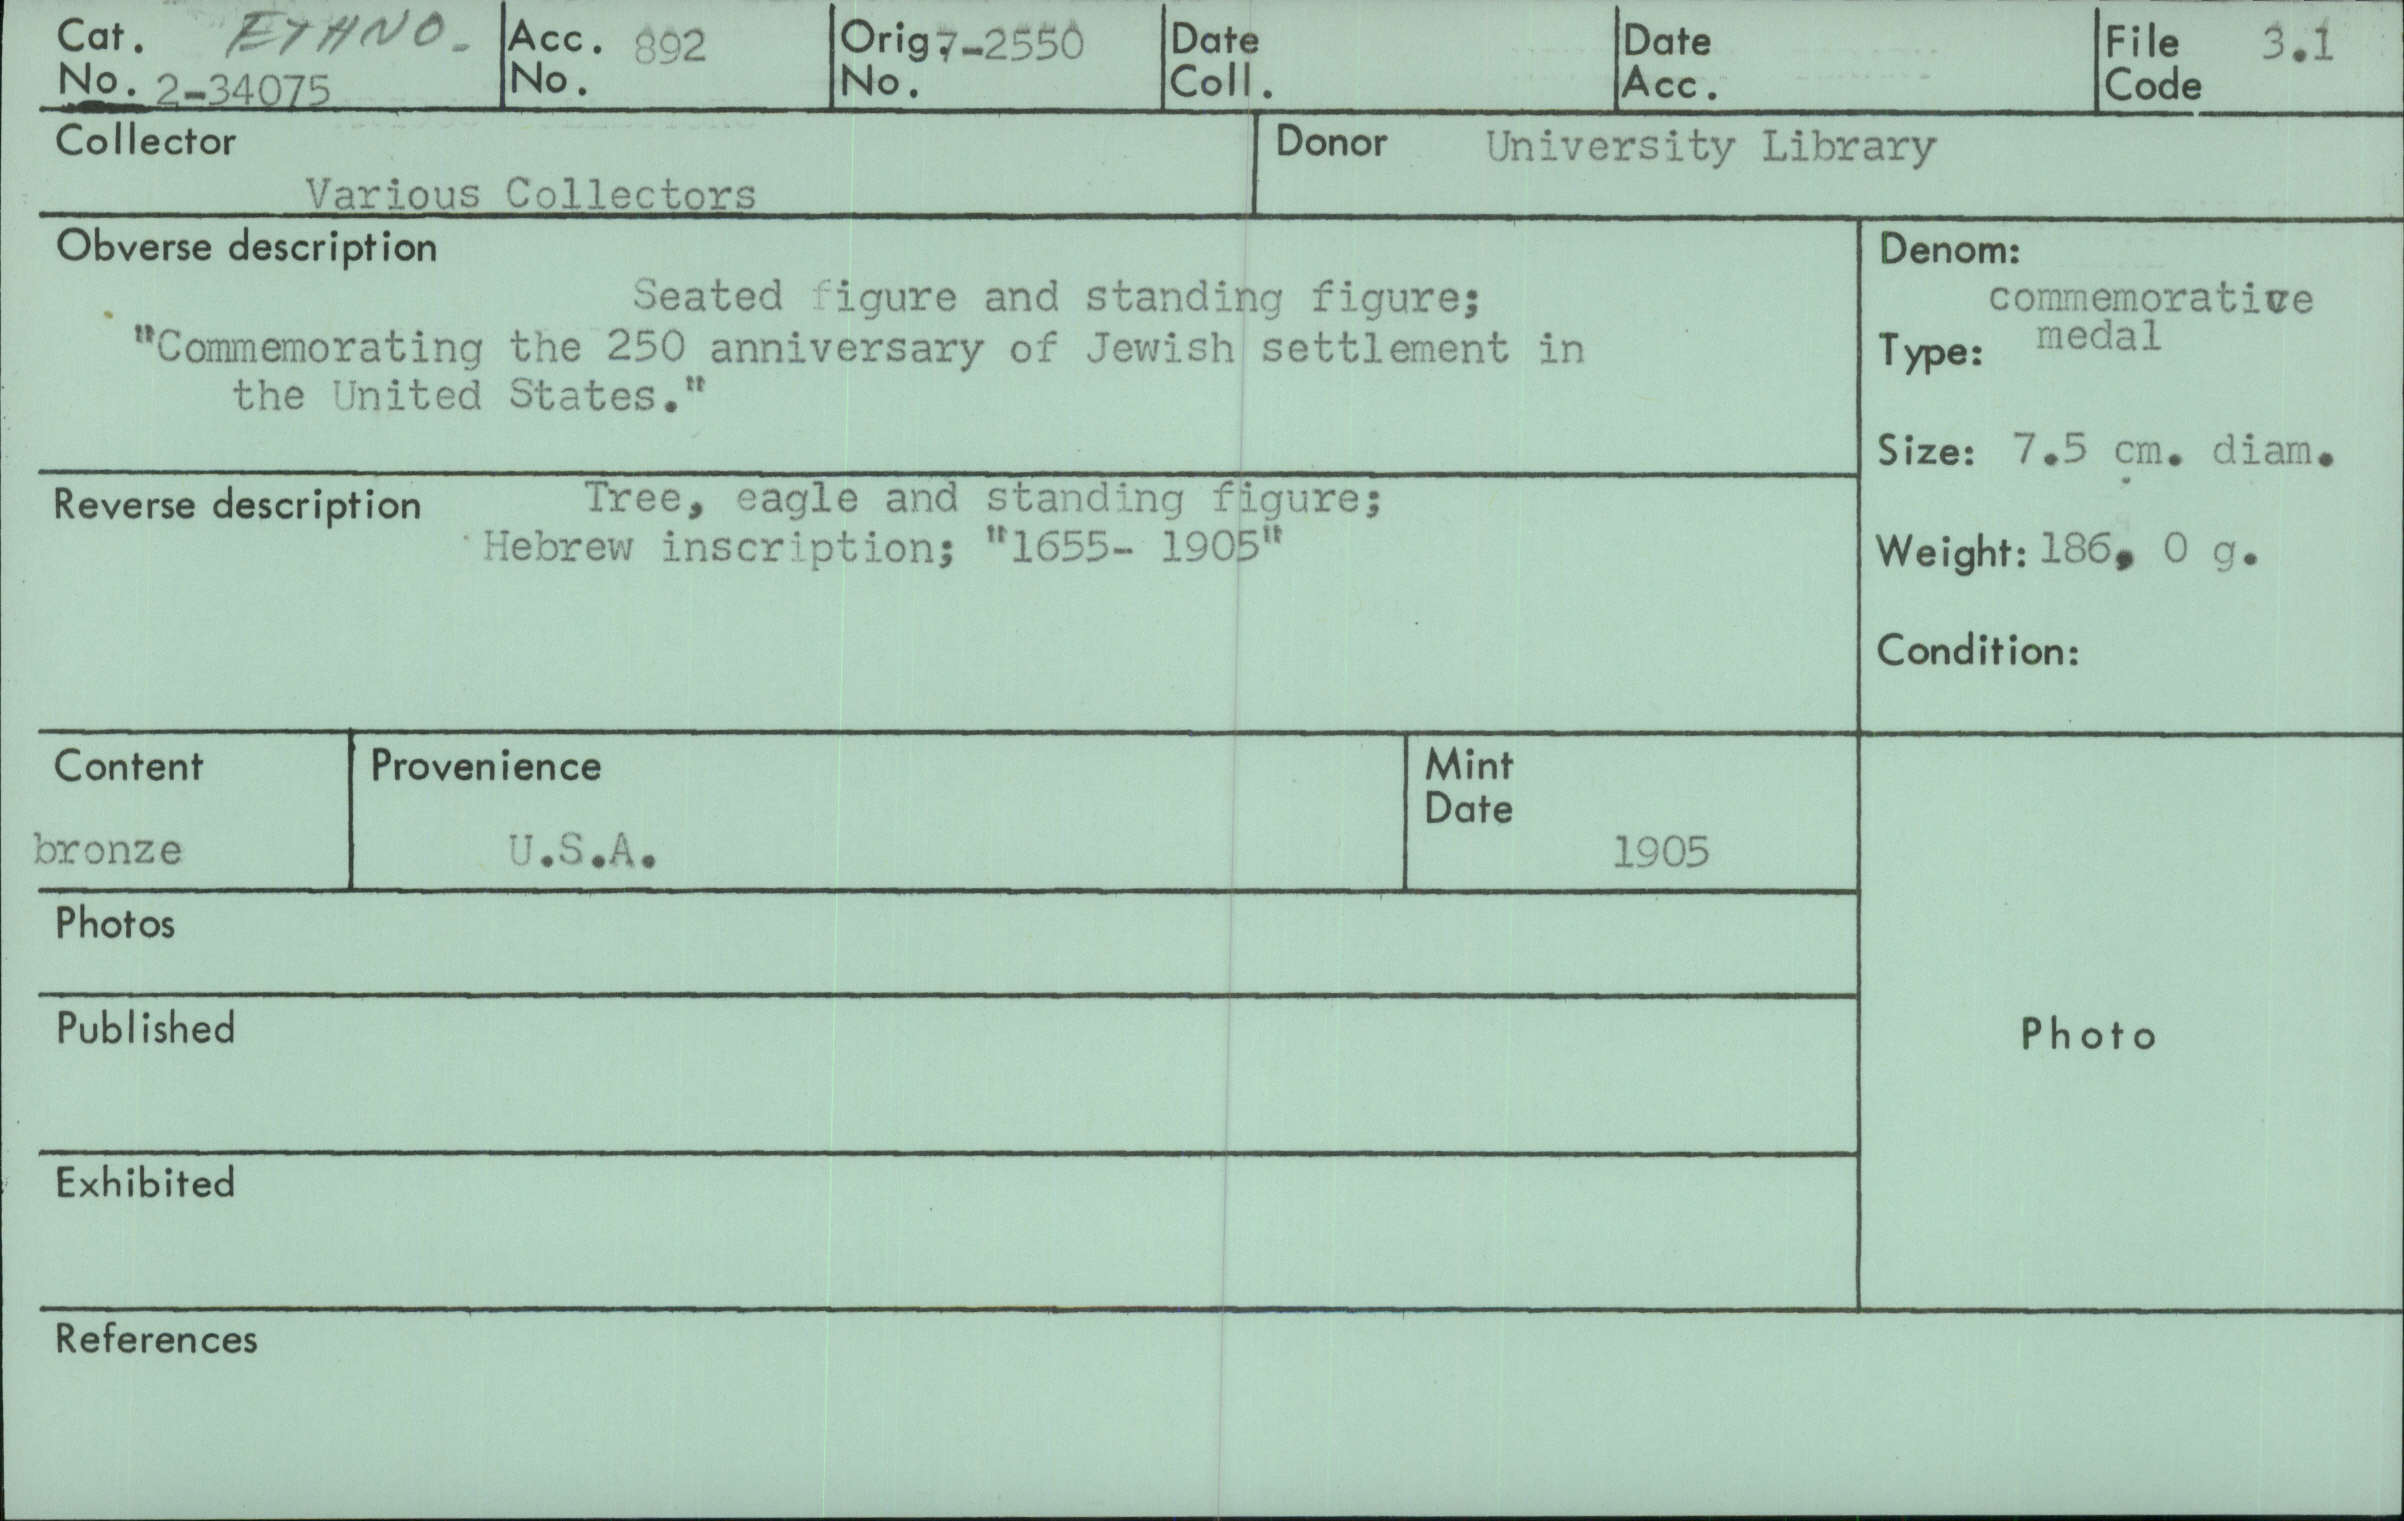 Cat. ETHNO.
No. 2-34075
Acc. 892
No.
Orig. 7-2550
No.
Date
Coll.
Date
Acc.
File 3.1
Code
Collector
Various Collectors
Donor University Library
Obverse description
Seated figure and standing figure;
"Commemorating the 250 anniversary of Jewish settlement in
the United States."
Denom:
commemorative
medal
Type:
Size: 7.5 cm. diam.
Weight: 186, 0 g.
Condition:
Reverse description Tree, eagle and standing figure;
Hebrew inscription; "1655- 1905"
Content
bronze
Provenience
U.S.A.
Mint
Date
1905
Photos
Published
Photo
Exhibited
References